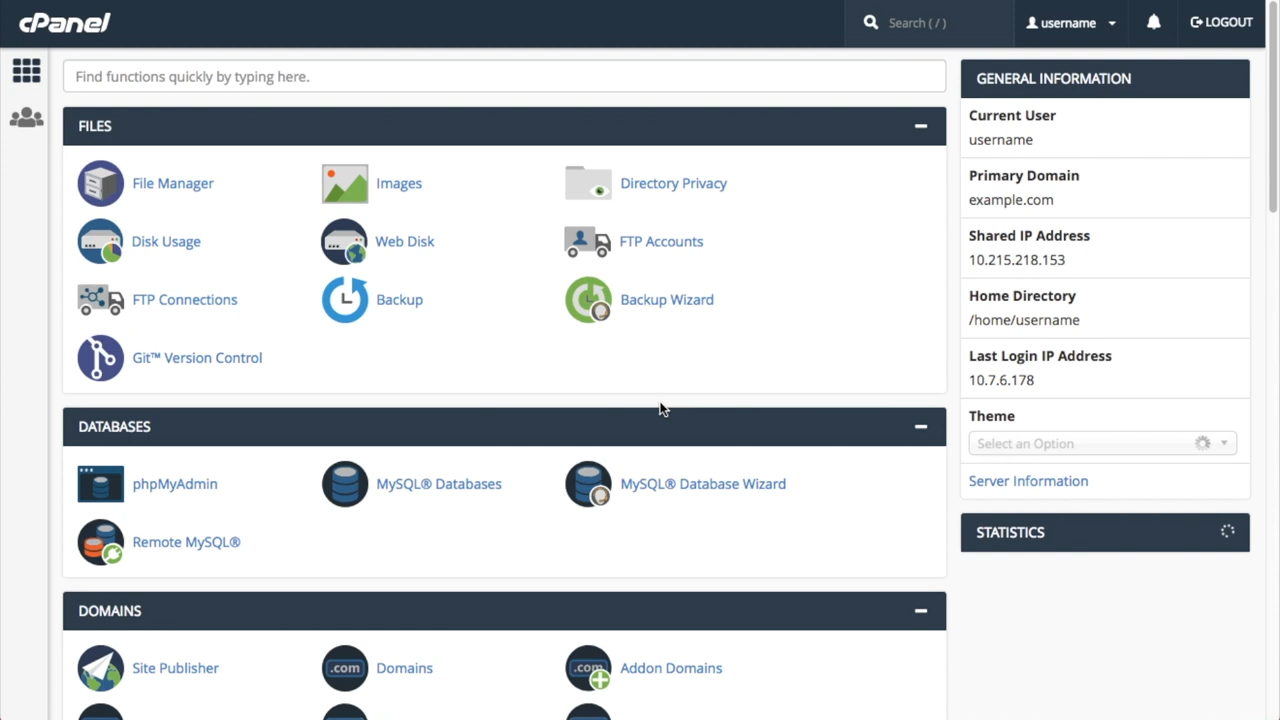 cPanel
Search ( / )
username
LOGOUT
Find functions quickly by typing here.
FILES
File Manager
Images
Directory Privacy
Disk Usage
Web Disk
FTP Accounts
FTP Connections
Backup
Backup Wizard
Git™ Version Control
DATABASES
phpMyAdmin
MySQL® Databases
MySQL® Database Wizard
Remote MySQL®
DOMAINS
Site Publisher
.com
Domains
.com
Addon Domains
GENERAL INFORMATION
Current User
username
Primary Domain
example.com
Shared IP Address
10.215.218.153
Home Directory
/home/username
Last Login IP Address
10.7.6.178
Theme
Select an Option
Server Information
STATISTICS